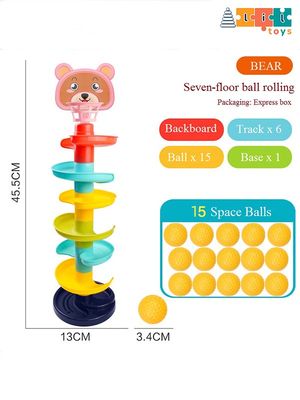 Lili
toys
BEAR
Seven-floor ball rolling
Packaging: Express box
Backboard
Track x 6
Ball x 15
Base x 1
15 Space Balls
45.5CM
13CM
3.4CM